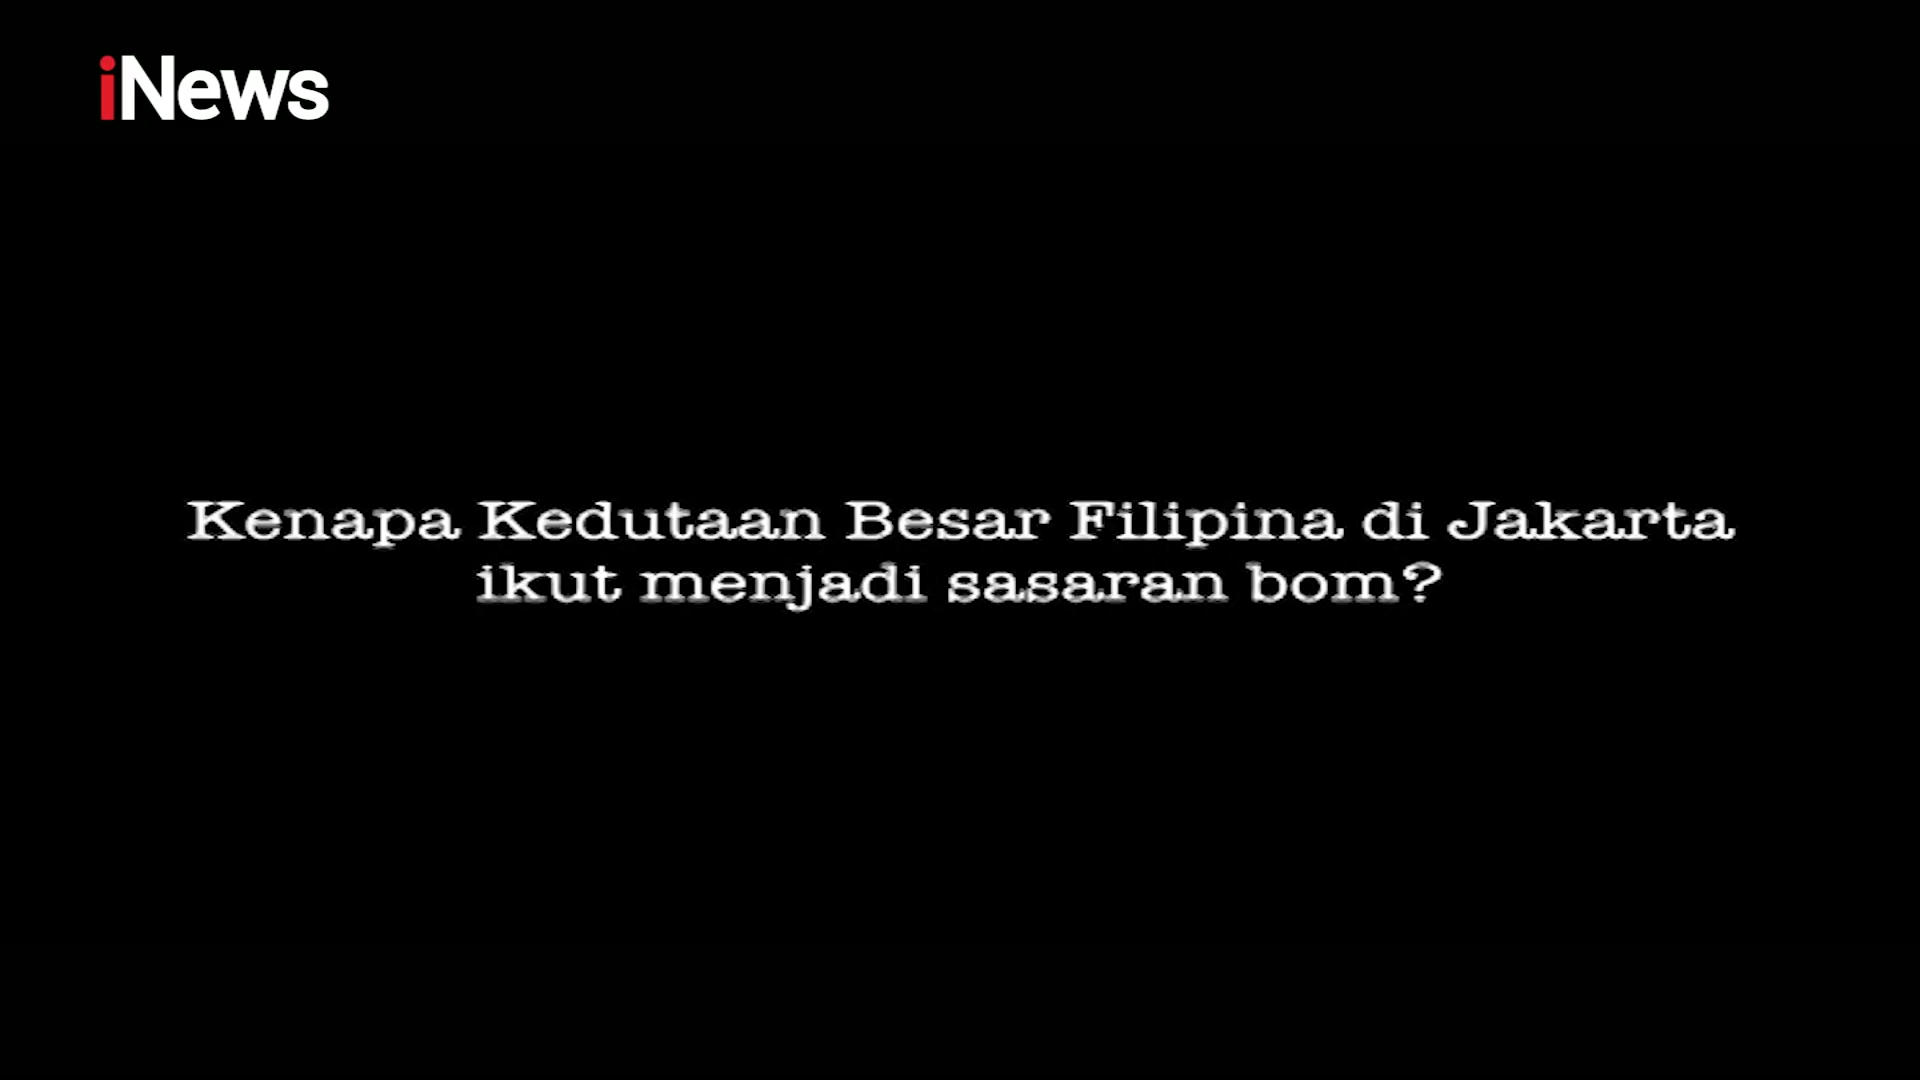 iNews
Kenapa Kedutaan Besar Filipina di Jakarta
ikut menjadi sasaran bom?